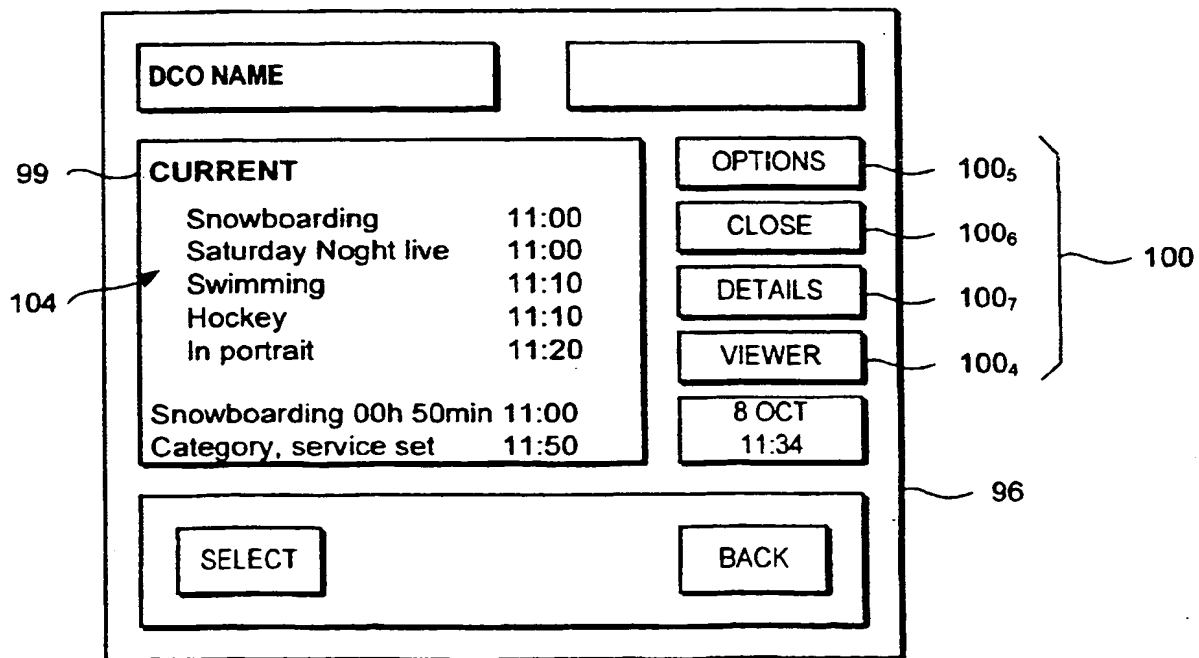 DCO NAME
CURRENT
Snowboarding 11:00
Saturday Noght live 11:00
Swimming 11:10
Hockey 11:10
In portrait 11:20
Snowboarding 00h 50min 11:00
Category, service set 11:50
OPTIONS
CLOSE
DETAILS
VIEWER
8 OCT
11:34
SELECT
BACK
99
104
100₅
100₆
100₇
100₄
100
96